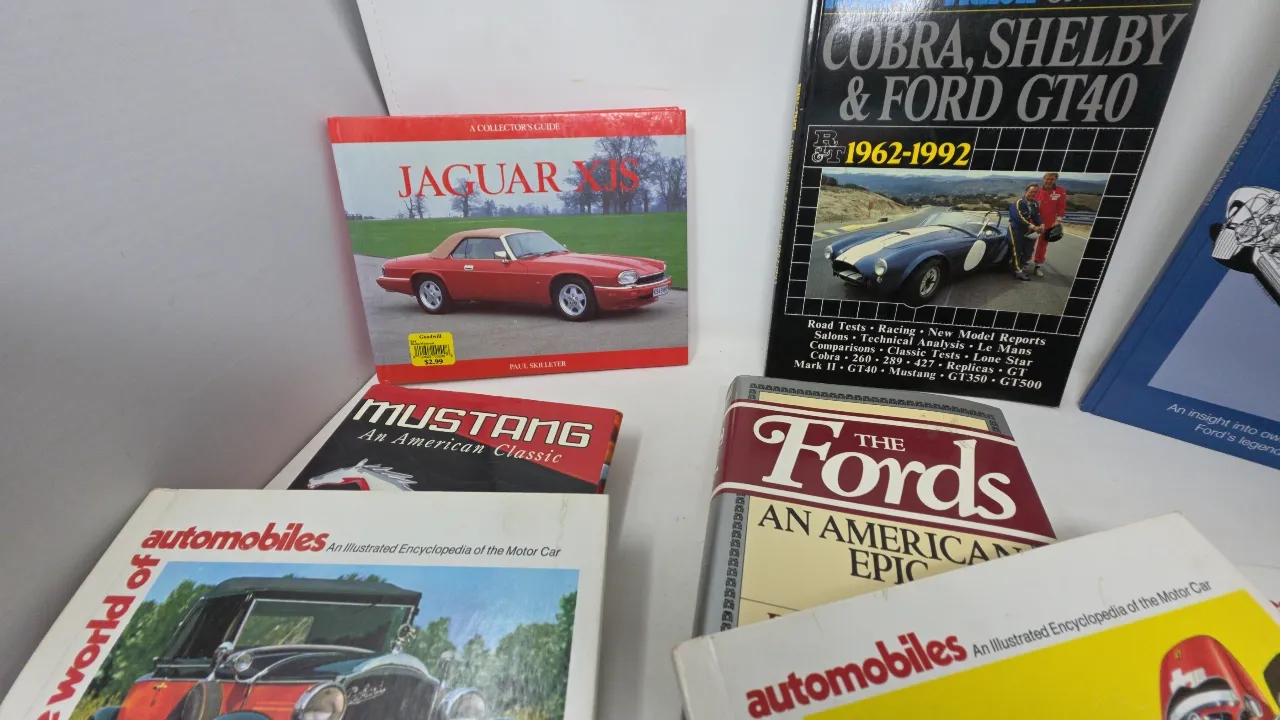 A COLLECTOR'S GUIDE
JAGUAR XJS
Goodwill
$2.99
PAUL SKILLETER
COBRA, SHELBY
& FORD GT40
R&T
1962-1992
Road Tests • Racing • New Model Reports
Salons • Technical Analysis • Le Mans
Comparisons • Classic Tests • Lone Star
Cobra • 260 • 289 • 427 • Replicas • GT
Mark II • GT40 • Mustang • GT350 • GT500
An insight into
Ford's
MUSTANG
An American Classic
THE
Fords
AN AMERICAN
EPIC
world of
automobiles An Illustrated Encyclopedia of the Motor Car
automobiles An Illustrated Encyclopedia of the Motor Car